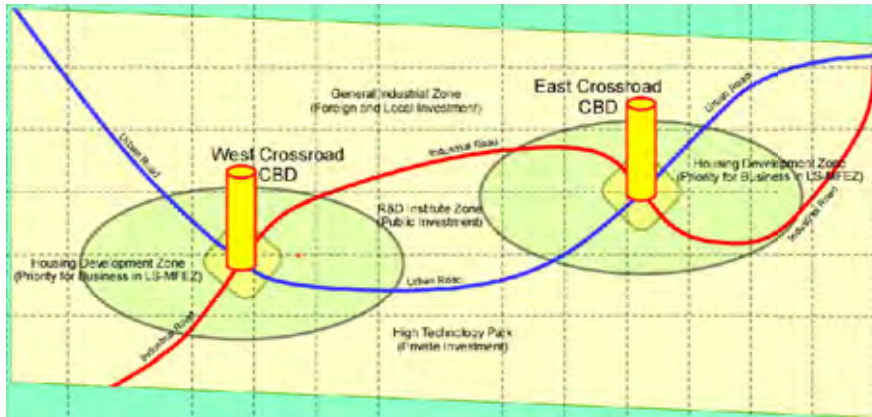 East Crossroad
CBD
General Industrial Zone
(Foreign and Local Investment)
Urban Road
Urban Road
Industrial Road
West Crossroad
CBD
Housing Development Zone
(Priority for Business in LS-MFEZ)
R&D Institute Zone
(Public Investment)
Industrial Road
Housing Development Zone
(Priority for Business in LS-MFEZ)
Urban Road
Industrial Road
High Technology Park
(Private Investment)